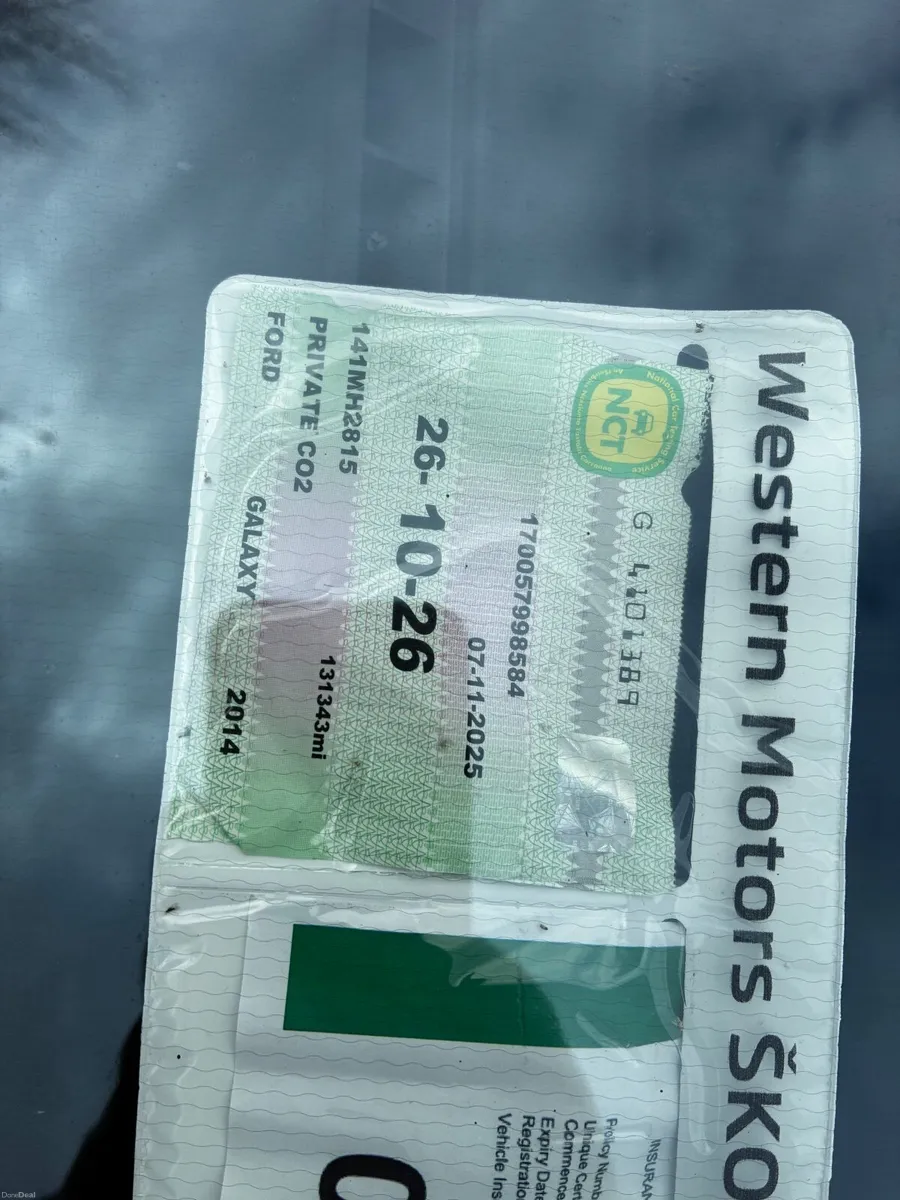 Western Motors ŠKO
National Car Testing Service
NCT
G 4101389
170057998584
07-11-2025
26-10-26
141MH2815
PRIVATE CO2 131343mi
FORD GALAXY 2014
INSURAN
Policy Numb
Unique Cert
Commence
Expiry Date
Registratio
Vehicle Ins
DoneDeal